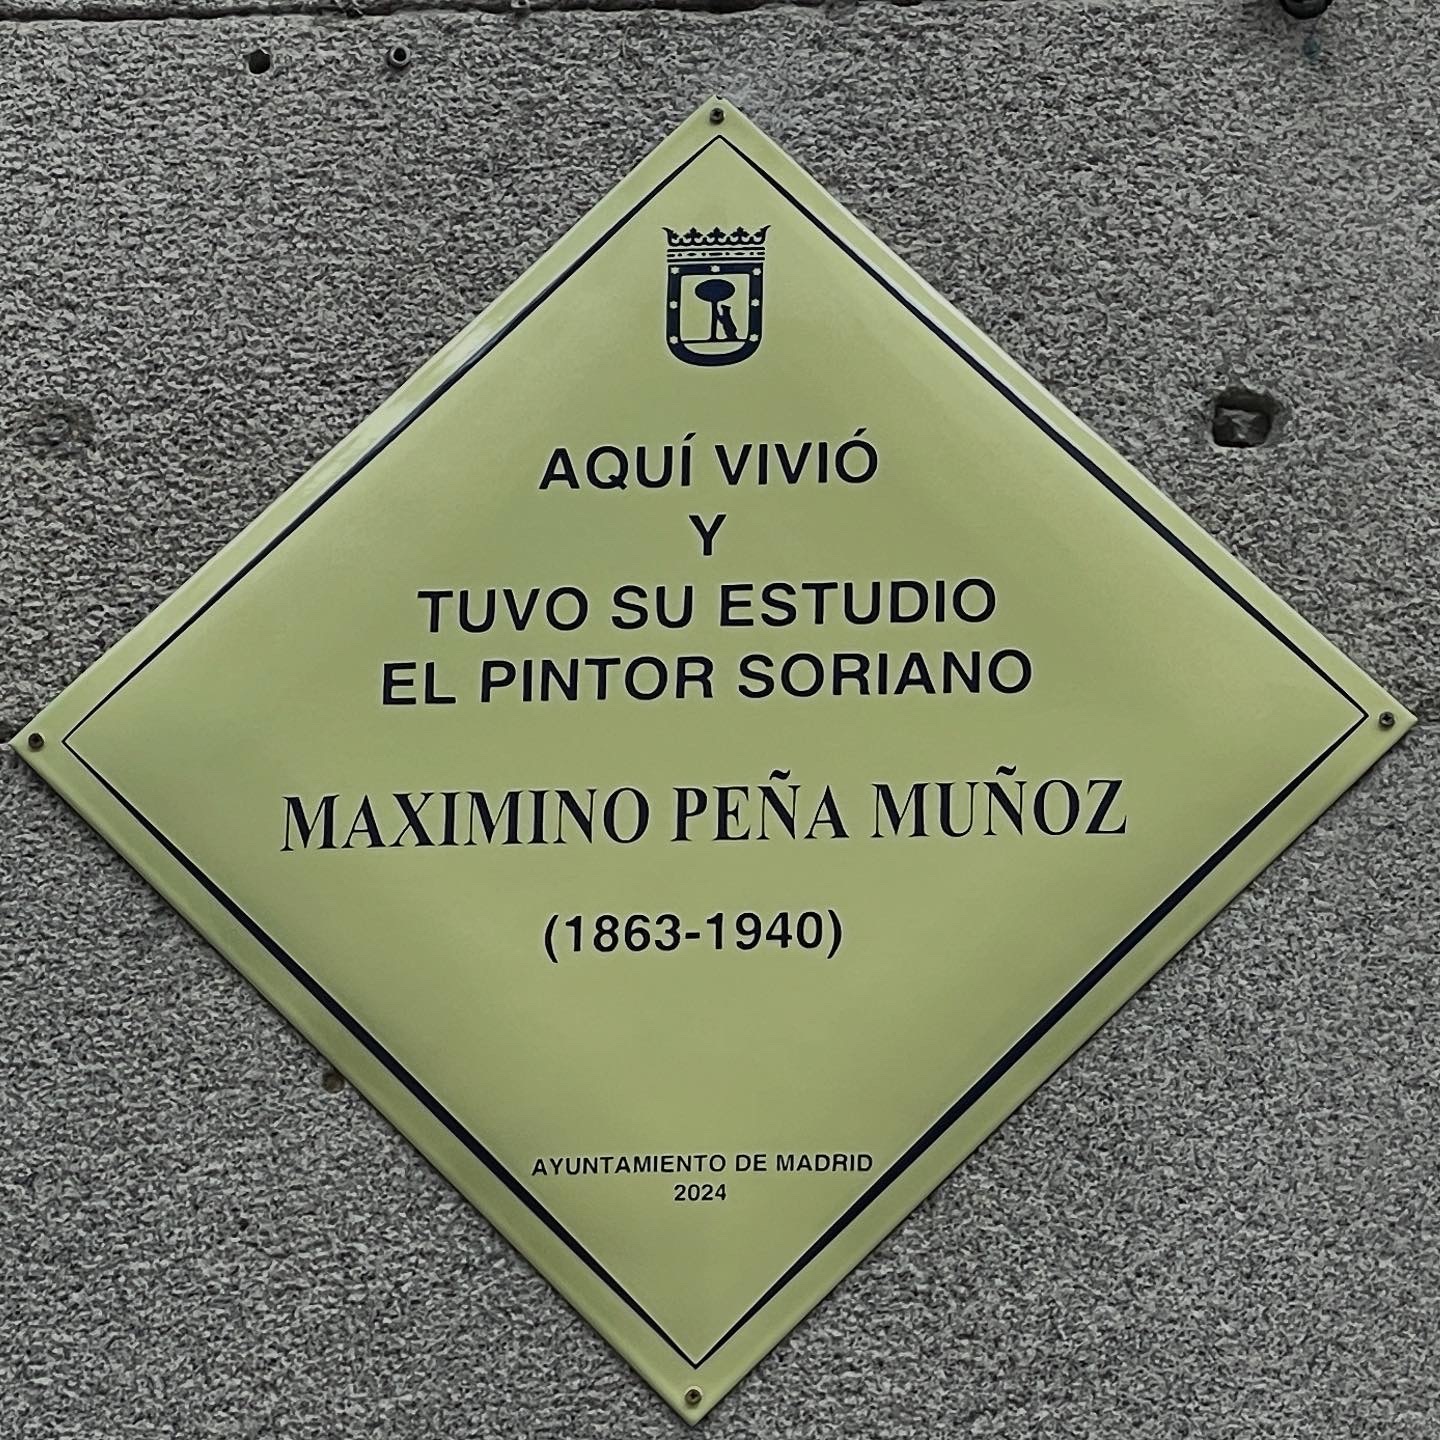 AQUÍ VIVIÓ
Y
TUVO SU ESTUDIO
EL PINTOR SORIANO
MAXIMINO PEÑA MUÑOZ
(1863-1940)
AYUNTAMIENTO DE MADRID
2024